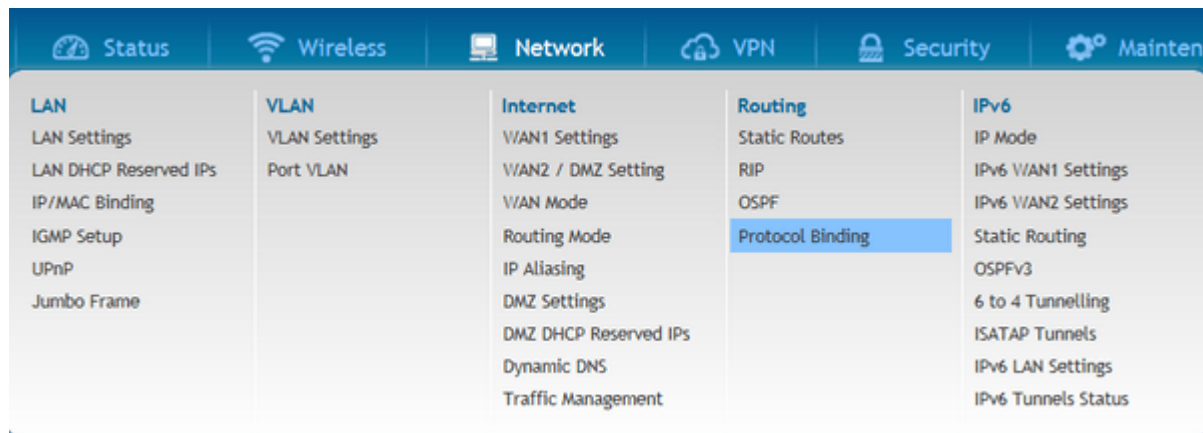 Status
Wireless
Network
VPN
Security
Mainten
LAN
LAN Settings
LAN DHCP Reserved IPs
IP/MAC Binding
IGMP Setup
UPnP
Jumbo Frame
VLAN
VLAN Settings
Port VLAN
Internet
WAN1 Settings
WAN2 / DMZ Setting
WAN Mode
Routing Mode
IP Aliasing
DMZ Settings
DMZ DHCP Reserved IPs
Dynamic DNS
Traffic Management
Routing
Static Routes
RIP
OSPF
Protocol Binding
IPv6
IP Mode
IPv6 WAN1 Settings
IPv6 WAN2 Settings
Static Routing
OSPFv3
6 to 4 Tunnelling
ISATAP Tunnels
IPv6 LAN Settings
IPv6 Tunnels Status